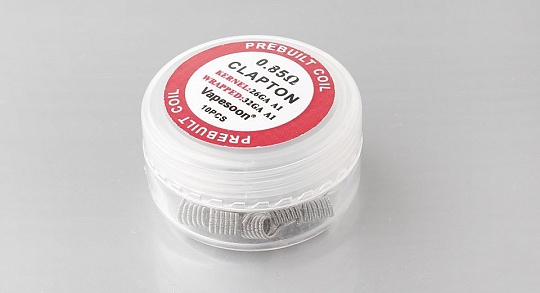 PREBUILT COIL
0.85Ω
CLAPTON
KERNEL:26GA A1
WRAPPED:32GA A1
Vapesoon®
10PCS
PREBUILT COIL